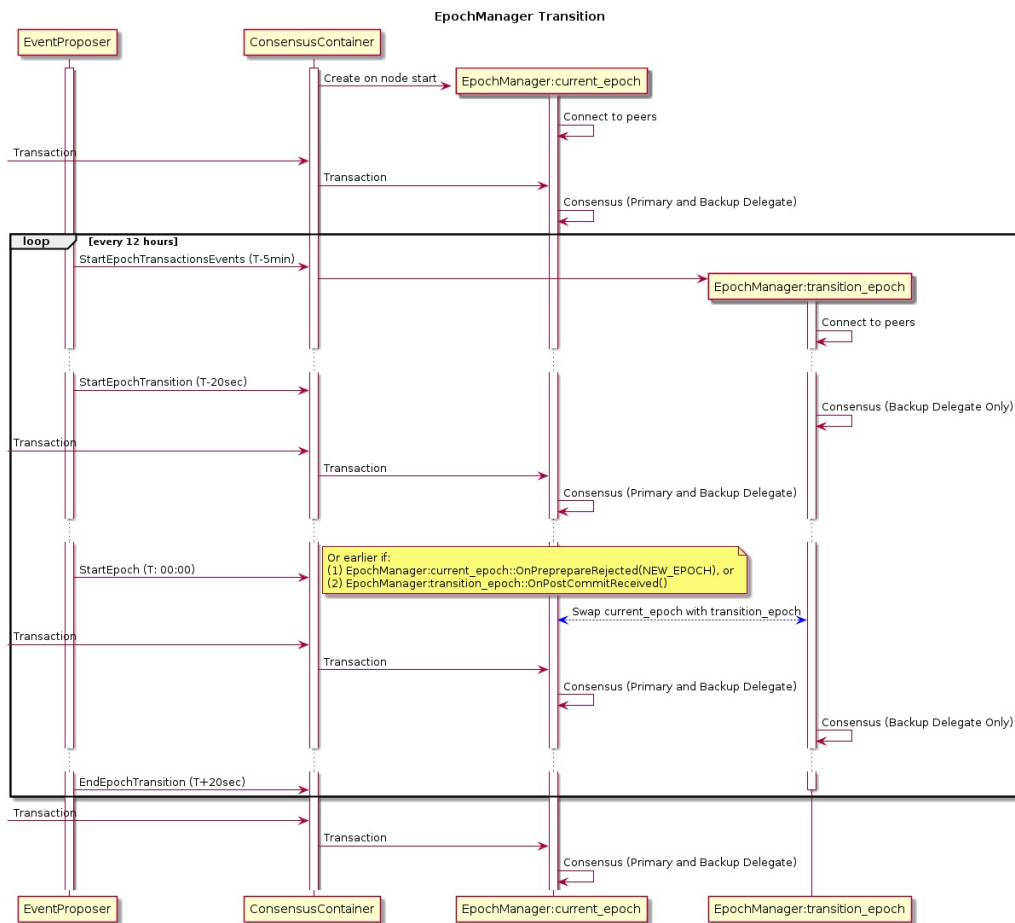 EpochManager Transition
EventProposer
ConsensusContainer
Create on node start
EpochManager:current_epoch
Connect to peers
Transaction
Transaction
Consensus (Primary and Backup Delegate)
loop
[every 12 hours]
StartEpochTransactionsEvents (T-5min)
EpochManager:transition_epoch
Connect to peers
StartEpochTransition (T-20sec)
Consensus (Backup Delegate Only)
Transaction
Transaction
Consensus (Primary and Backup Delegate)
Or earlier if:
(1) EpochManager:current_epoch::OnPreprepareRejected(NEW_EPOCH), or
(2) EpochManager:transition_epoch::OnPostCommitReceived()
StartEpoch (T: 00:00)
Swap current_epoch with transition_epoch
Transaction
Transaction
Consensus (Primary and Backup Delegate)
Consensus (Backup Delegate Only)
EndEpochTransition (T+20sec)
Transaction
Transaction
Consensus (Primary and Backup Delegate)
EventProposer
ConsensusContainer
EpochManager:current_epoch
EpochManager:transition_epoch